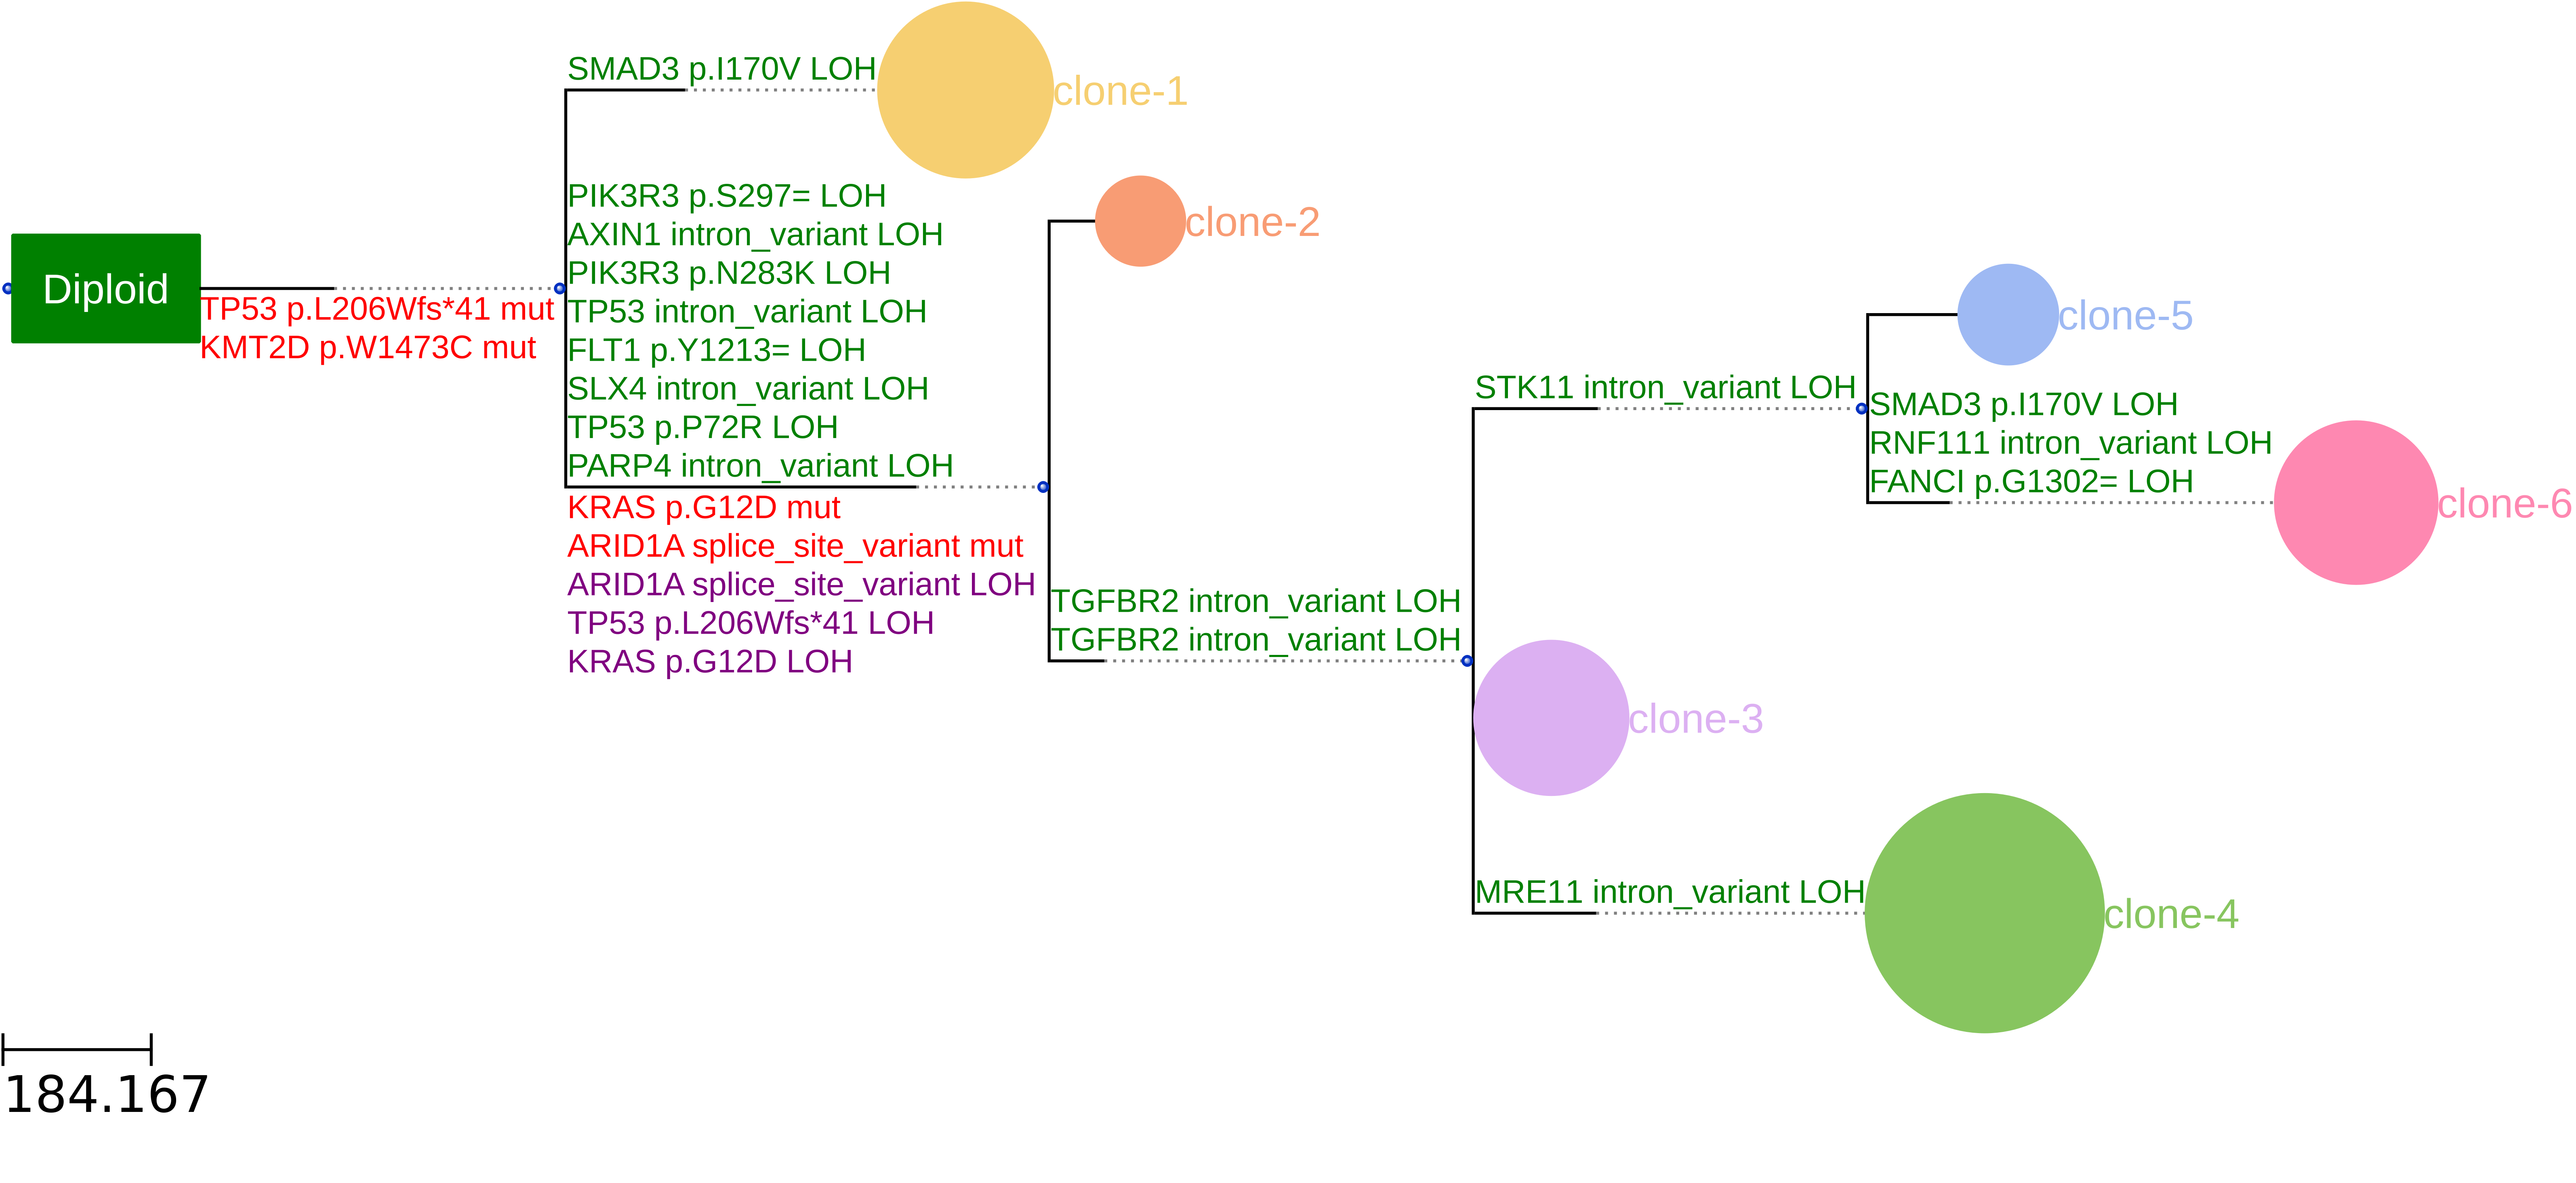 SMAD3 p.I170V LOH
clone-1
PIK3R3 p.S297= LOH
AXIN1 intron_variant LOH
PIK3R3 p.N283K LOH
TP53 intron_variant LOH
FLT1 p.Y1213= LOH
SLX4 intron_variant LOH
TP53 p.P72R LOH
PARP4 intron_variant LOH
clone-2
Diploid
TP53 p.L206Wfs*41 mut
KMT2D p.W1473C mut
KRAS p.G12D mut
ARID1A splice_site_variant mut
ARID1A splice_site_variant LOH
TP53 p.L206Wfs*41 LOH
KRAS p.G12D LOH
TGFBR2 intron_variant LOH
TGFBR2 intron_variant LOH
STK11 intron_variant LOH
clone-5
SMAD3 p.I170V LOH
RNF111 intron_variant LOH
FANCI p.G1302= LOH
clone-6
clone-3
MRE11 intron_variant LOH
clone-4
184.167